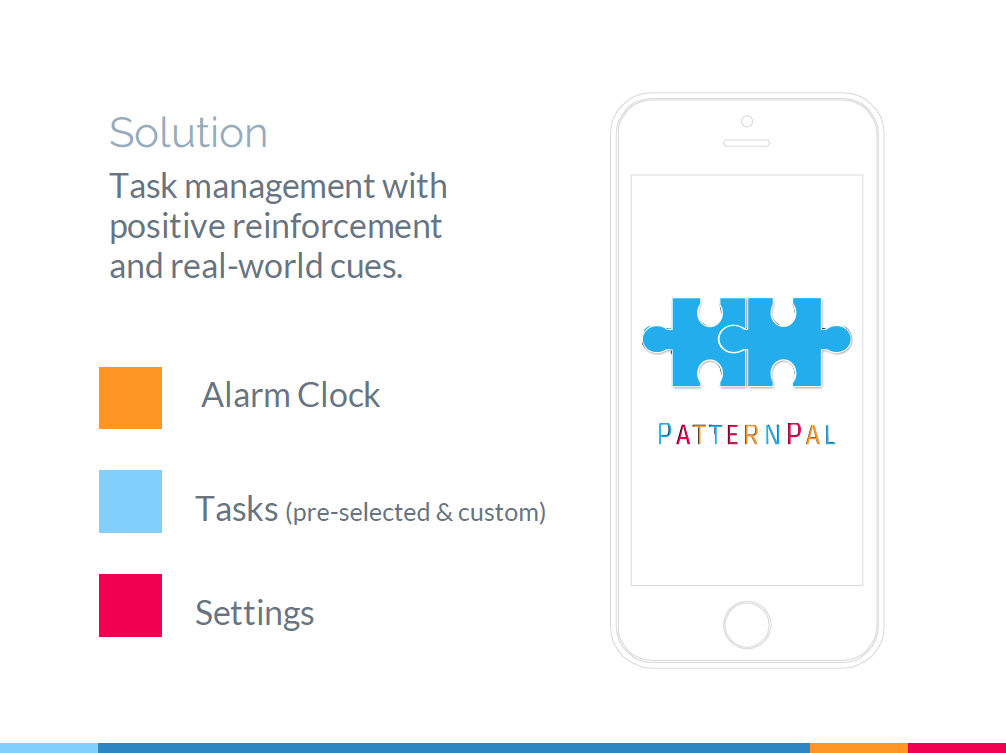 Solution
Task management with
positive reinforcement
and real-world cues.
Alarm Clock
Tasks (pre-selected & custom)
Settings
PATTERNPAL